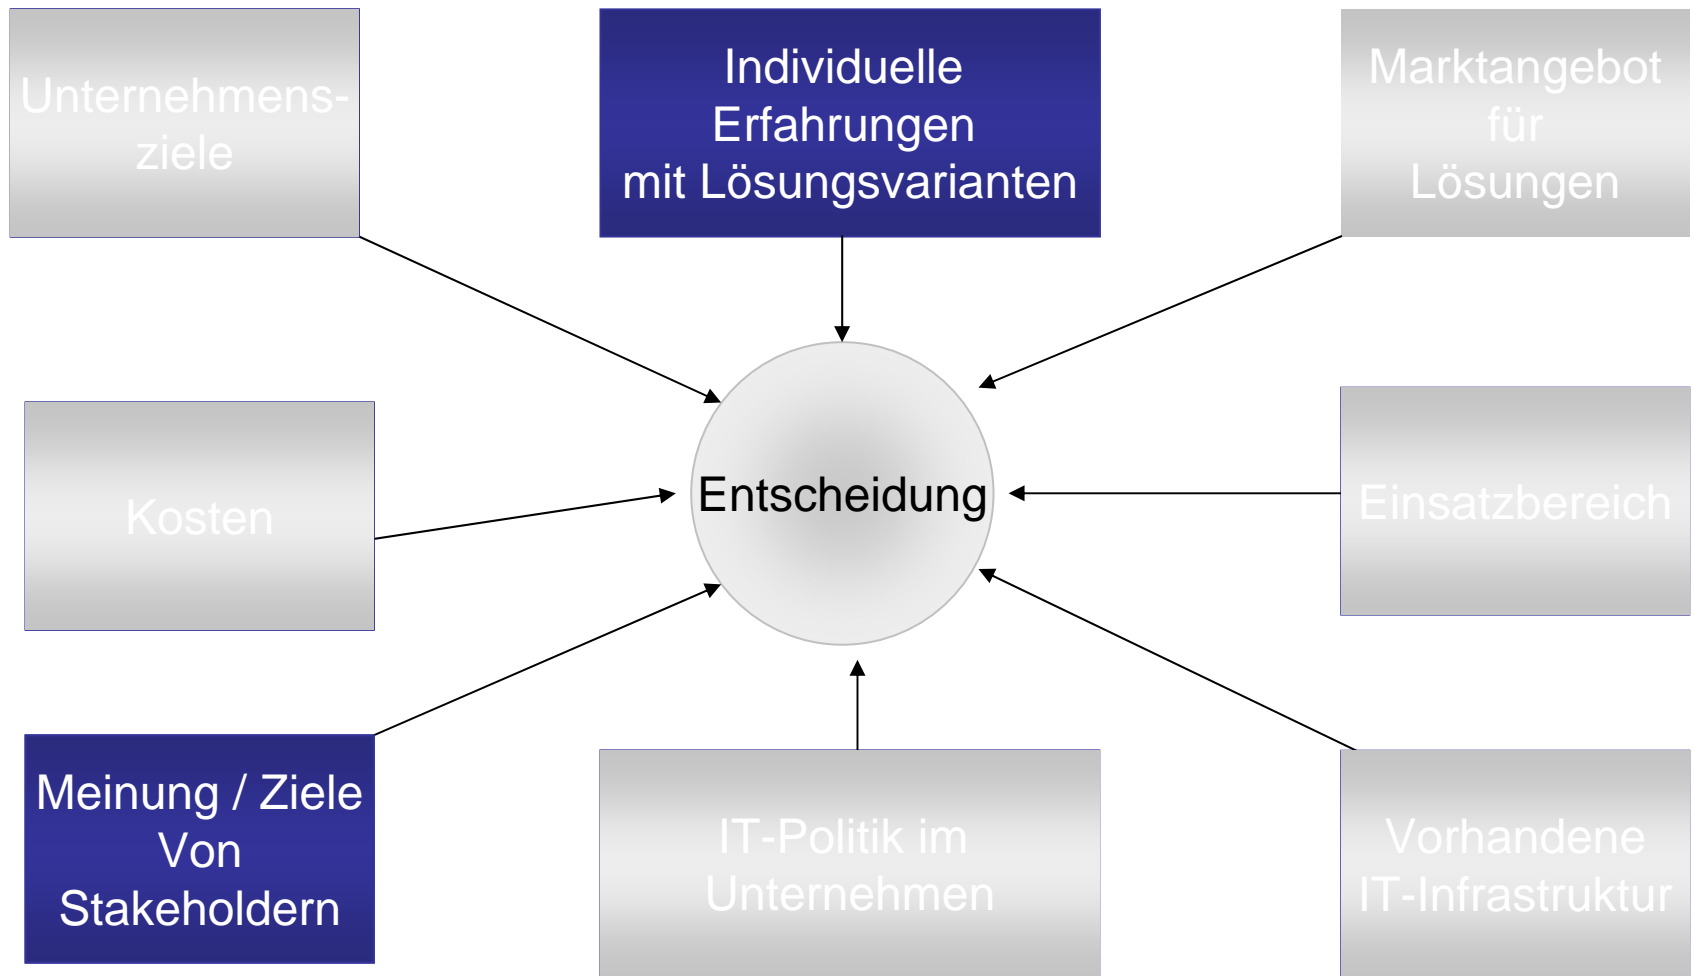 Unternehmens-
ziele
Individuelle
Erfahrungen
mit Lösungsvarianten
Marktangebot
für
Lösungen
Kosten
Entscheidung
Einsatzbereich
Meinung / Ziele
Von
Stakeholdern
IT-Politik im
Unternehmen
Vorhandene
IT-Infrastruktur